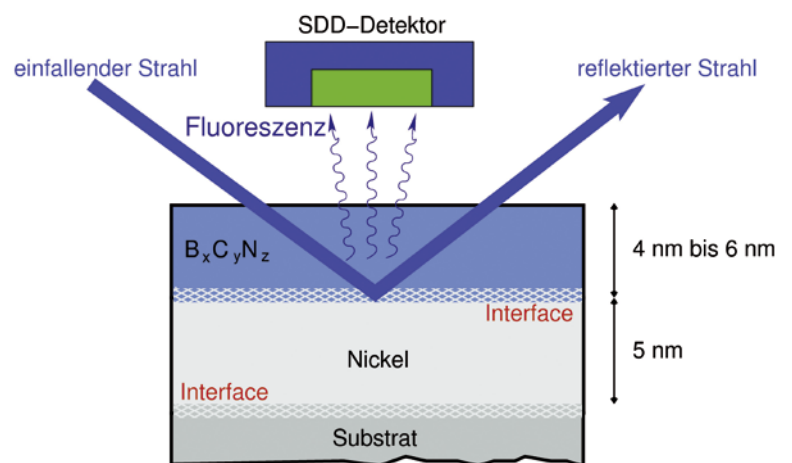 SDD–Detektor
einfallender Strahl
reflektierter Strahl
Fluoreszenz
BxCyNz
4 nm bis 6 nm
Interface
Nickel
5 nm
Interface
Substrat